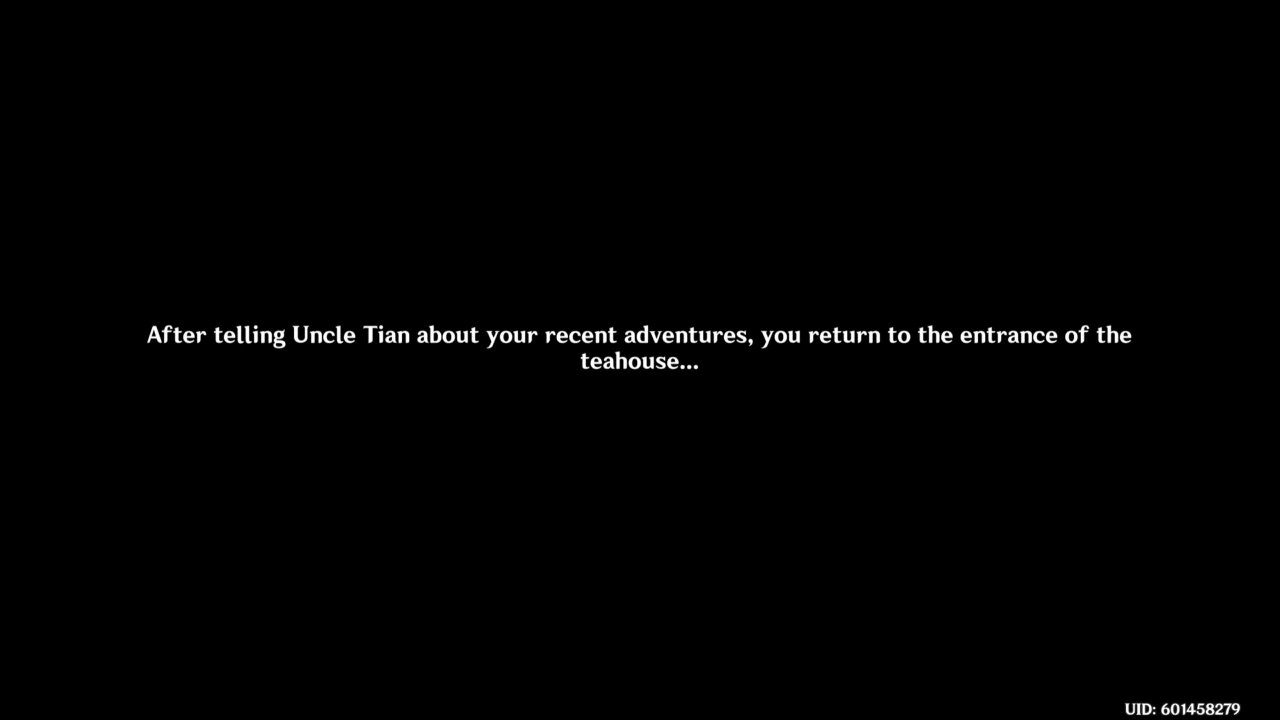 After telling Uncle Tian about your recent adventures, you return to the entrance of the
teahouse...
UID: 601458279